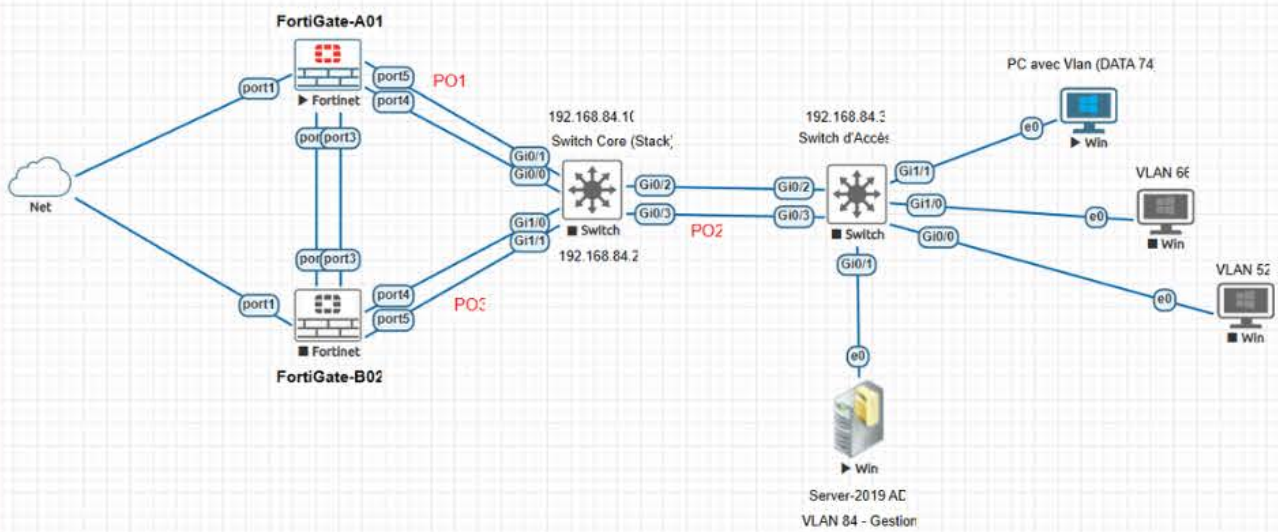 FortiGate-A01
port1
port5
port4
PO1
▶ Fortinet
port3
Net
port3
port1
port4
port5
PO3
■ Fortinet
FortiGate-B02
192.168.84.10
Switch Core (Stack)
Gi0/1
Gi0/0
Gi1/0
Gi1/1
■ Switch
192.168.84.2
Gi0/2
Gi0/3
PO2
Gi0/2
Gi0/3
192.168.84.3
Switch d'Accès
■ Switch
Gi1/1
Gi1/0
Gi0/0
Gi0/1
PC avec Vlan (DATA 74
e0
▶ Win
VLAN 66
e0
■ Win
VLAN 52
e0
■ Win
e0
▶ Win
Server-2019 AD
VLAN 84 - Gestion